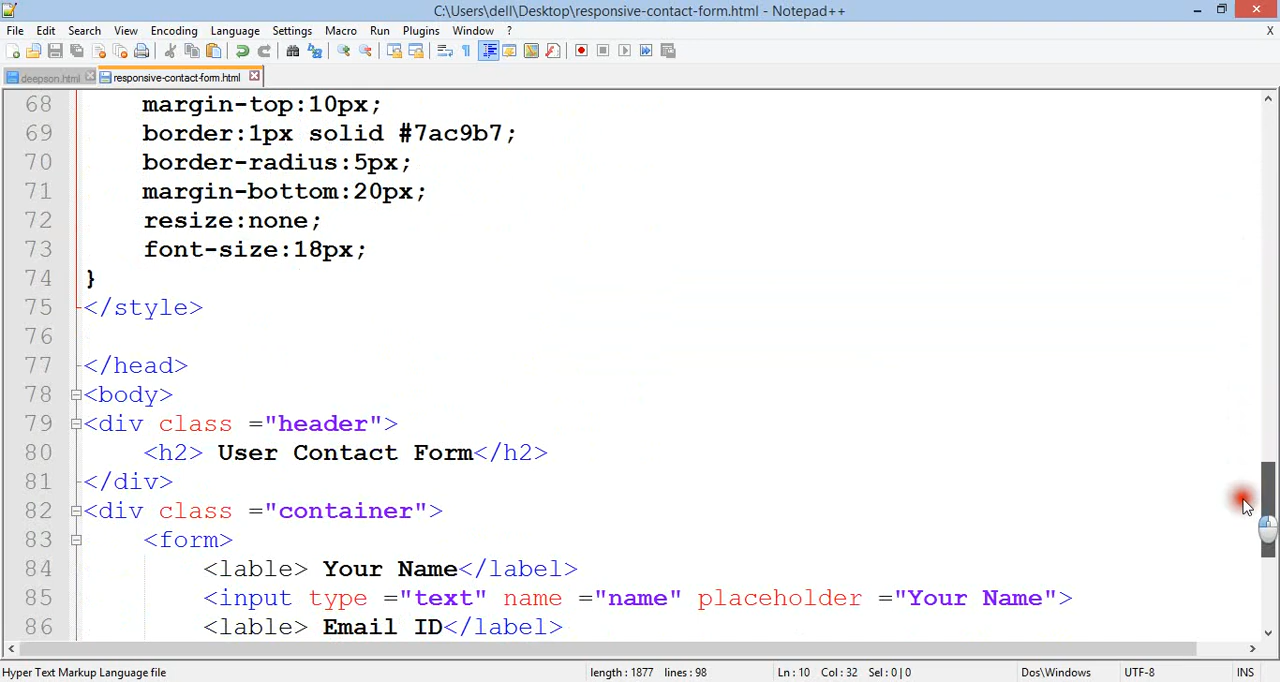 C:\Users\dell\Desktop\responsive-contact-form.html - Notepad++
File Edit Search View Encoding Language Settings Macro Run Plugins Window ? X
deepson.html responsive-contact-form.html
68 margin-top:10px;
69 border:1px solid #7ac9b7;
70 border-radius:5px;
71 margin-bottom:20px;
72 resize:none;
73 font-size:18px;
74 }
75 </style>
76
77 </head>
78 <body>
79 <div class ="header">
80 <h2> User Contact Form</h2>
81 </div>
82 <div class ="container">
83 <form>
84 <lable> Your Name</label>
85 <input type ="text" name ="name" placeholder ="Your Name">
86 <lable> Email ID</label>
Hyper Text Markup Language file length : 1877 lines : 98 Ln : 10 Col : 32 Sel : 0 | 0 Dos\Windows UTF-8 INS